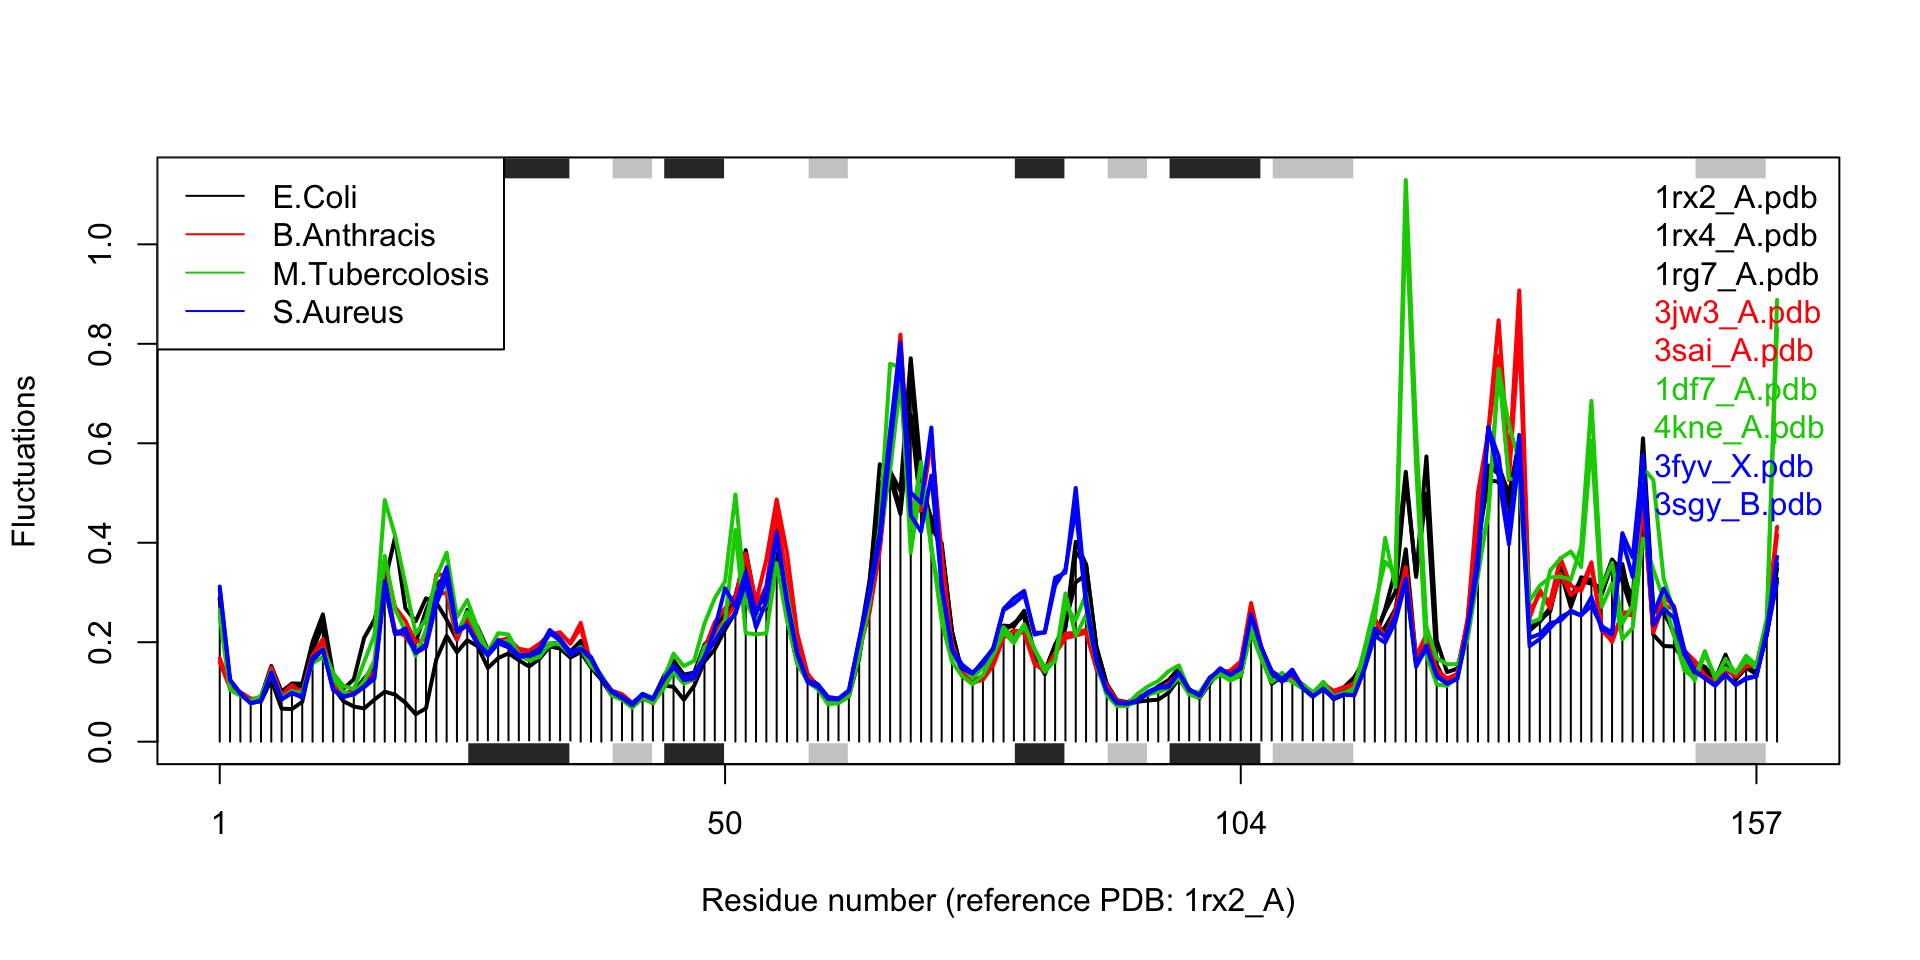 E.Coli
B.Anthracis
M.Tubercolosis
S.Aureus
1rx2_A.pdb
1rx4_A.pdb
1rg7_A.pdb
3jw3_A.pdb
3sai_A.pdb
1df7_A.pdb
4kne_A.pdb
3fyv_X.pdb
3sgy_B.pdb
Fluctuations
1.0
0.8
0.6
0.4
0.2
0.0
1 50 104 157
Residue number (reference PDB: 1rx2_A)